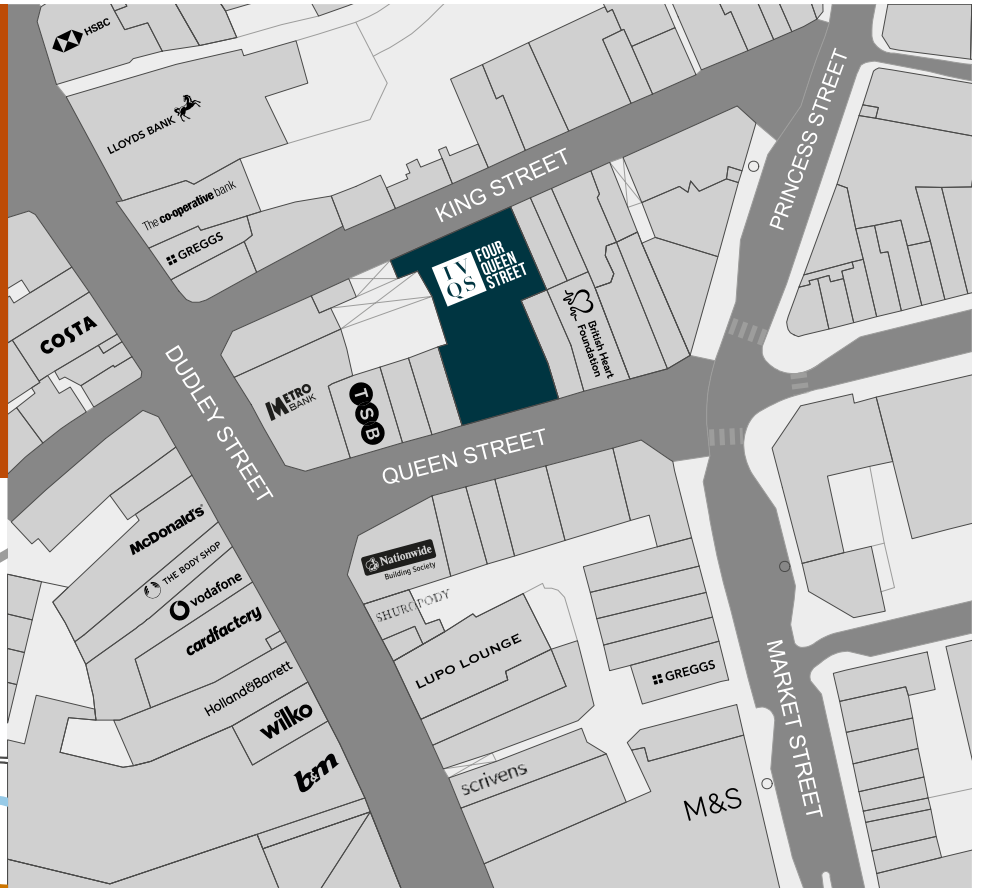 HSBC
LLOYDS BANK
The co-operative bank
GREGGS
KING STREET
PRINCESS STREET
IV
QS
FOUR
QUEEN
STREET
COSTA
British Heart
Foundation
DUDLEY STREET
METRO
BANK
TSB
QUEEN STREET
McDonald's
THE BODY SHOP
vodafone
cardfactory
Holland&Barrett
wilko
b&m
Nationwide
Building Society
SHUROPODY
LUPO LOUNGE
GREGGS
scrivens
M&S
MARKET STREET